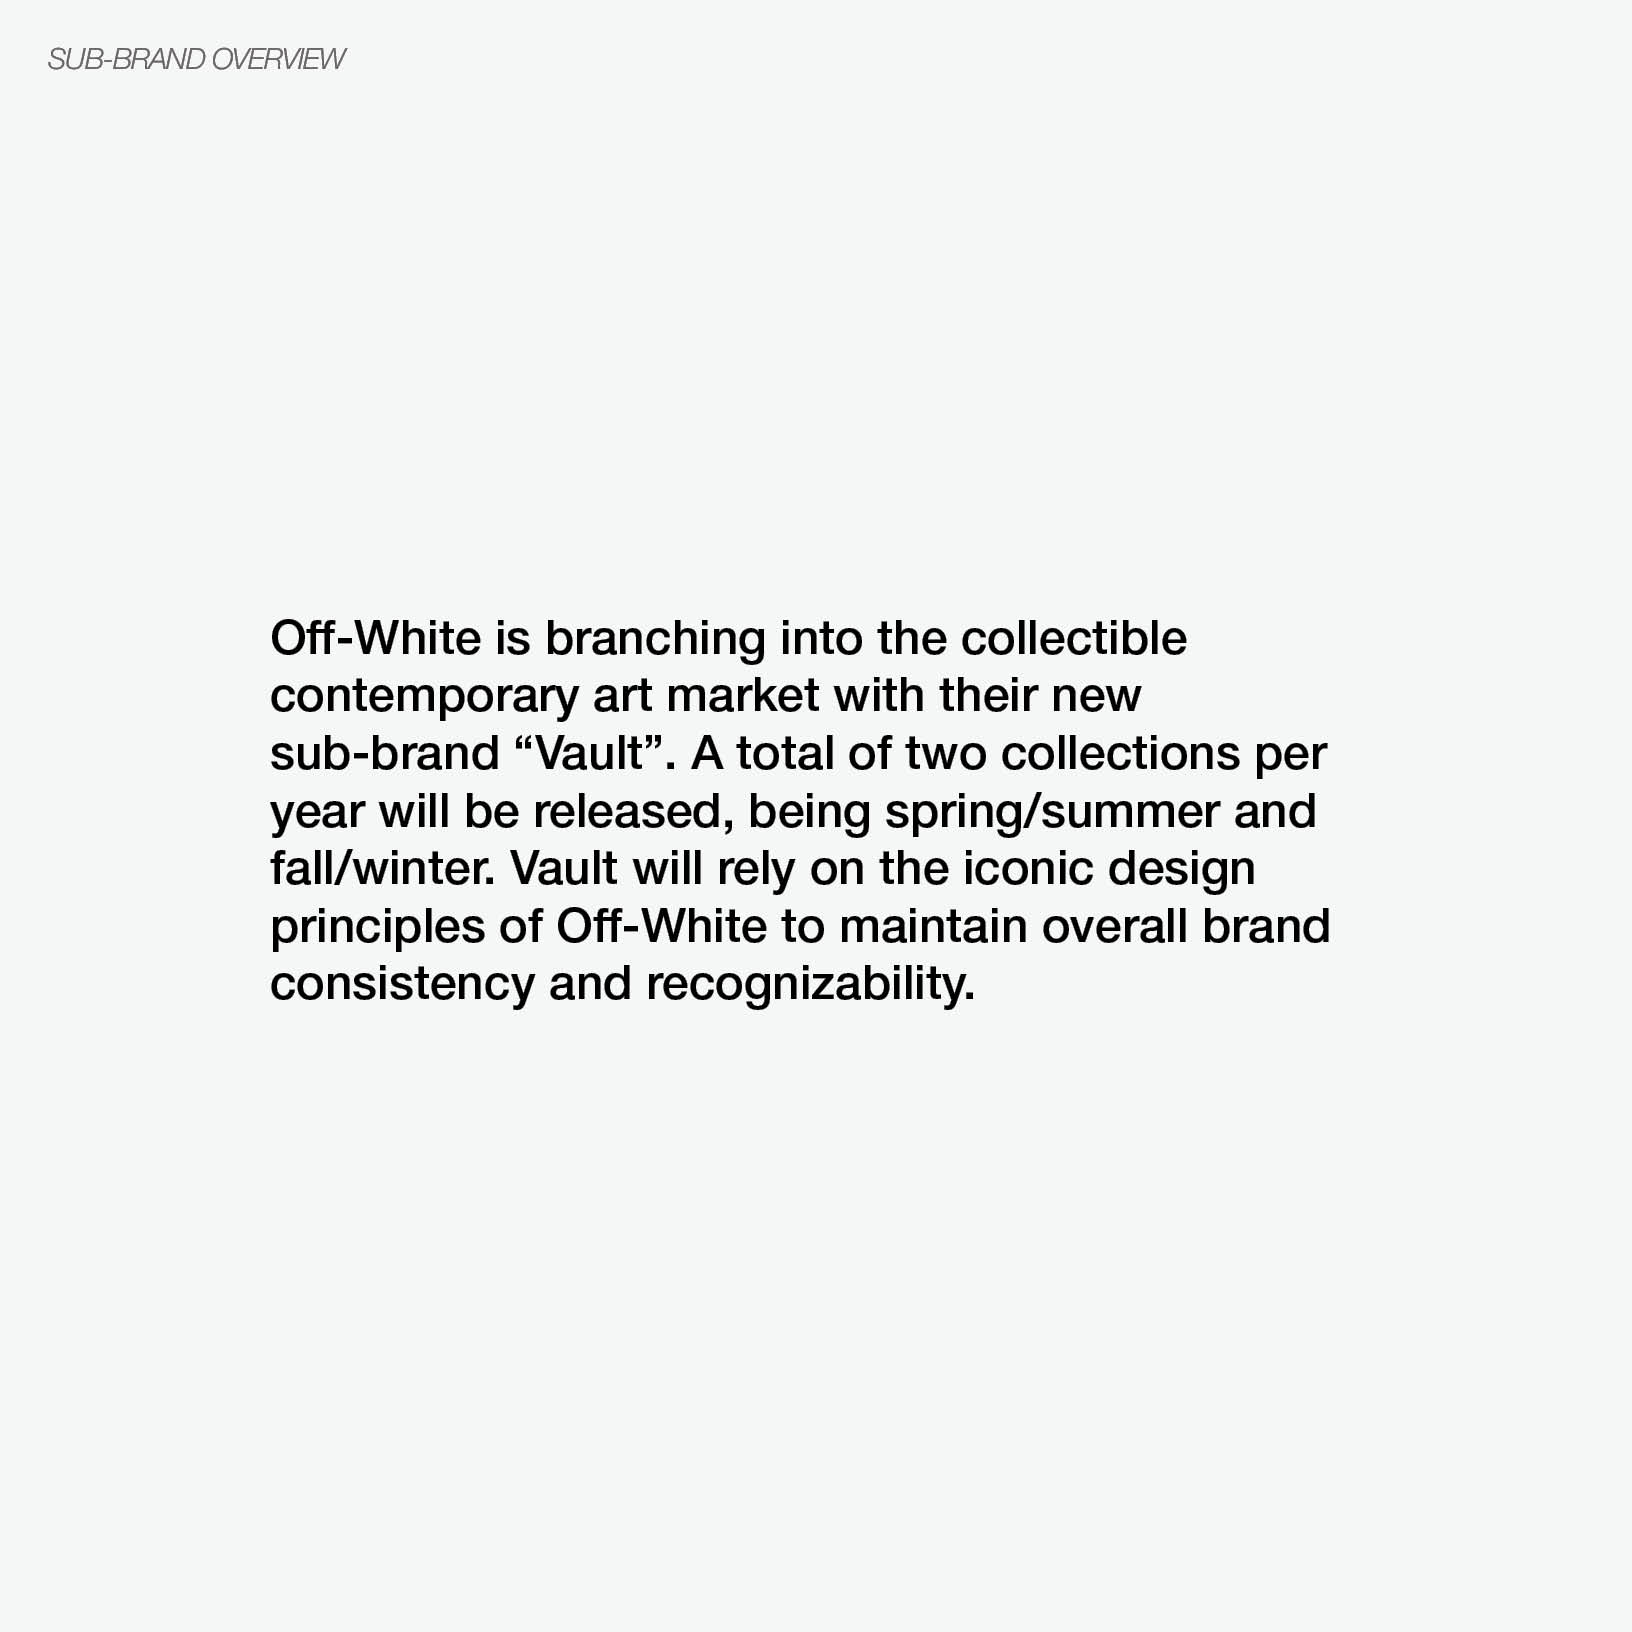 SUB-BRAND OVERVIEW
Off-White is branching into the collectible
contemporary art market with their new
sub-brand “Vault”. A total of two collections per
year will be released, being spring/summer and
fall/winter. Vault will rely on the iconic design
principles of Off-White to maintain overall brand
consistency and recognizability.